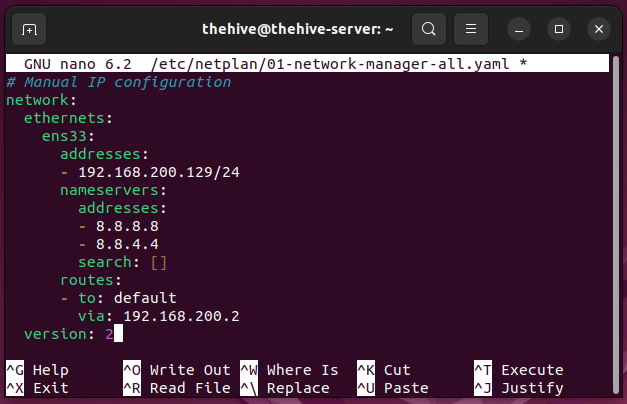 thehive@thehive-server: ~
GNU nano 6.2 /etc/netplan/01-network-manager-all.yaml *
# Manual IP configuration
network:
  ethernets:
    ens33:
      addresses:
      - 192.168.200.129/24
      nameservers:
        addresses:
        - 8.8.8.8
        - 8.8.4.4
        search: []
      routes:
      - to: default
        via: 192.168.200.2
  version: 2
^G Help ^O Write Out ^W Where Is ^K Cut ^T Execute
^X Exit ^R Read File ^\ Replace ^U Paste ^J Justify